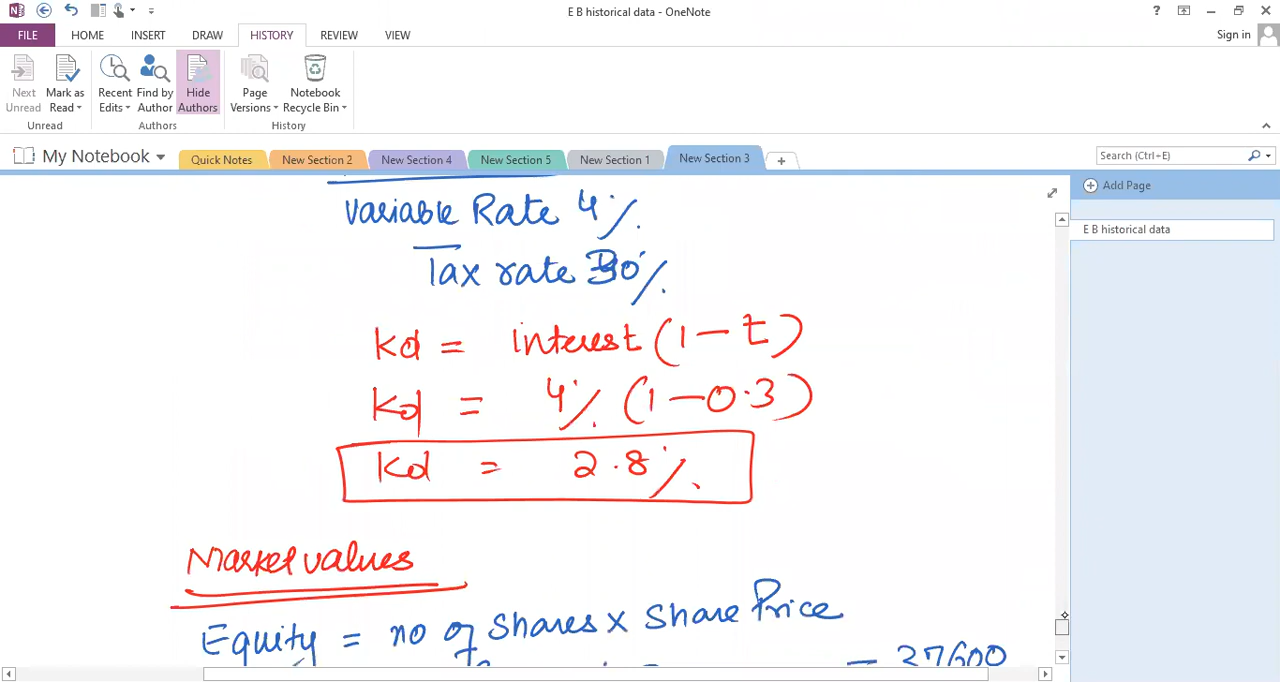 E B historical data - OneNote
? 
Sign in
FILE HOME INSERT DRAW HISTORY REVIEW VIEW
Next Unread
Mark as Read
Recent Edits
Find by Author
Hide Authors
Page Versions
Notebook Recycle Bin
Unread Authors History
My Notebook Quick Notes New Section 2 New Section 4 New Section 5 New Section 1 New Section 3 +
Search (Ctrl+E)
Add Page
E B historical data
Variable Rate 4%
Tax rate 30%
Kd = interest (1 - t)
Kd = 4% (1 - 0.3)
Kd = 2.8%
Market values
Equity = no of shares x share Price
= 37600